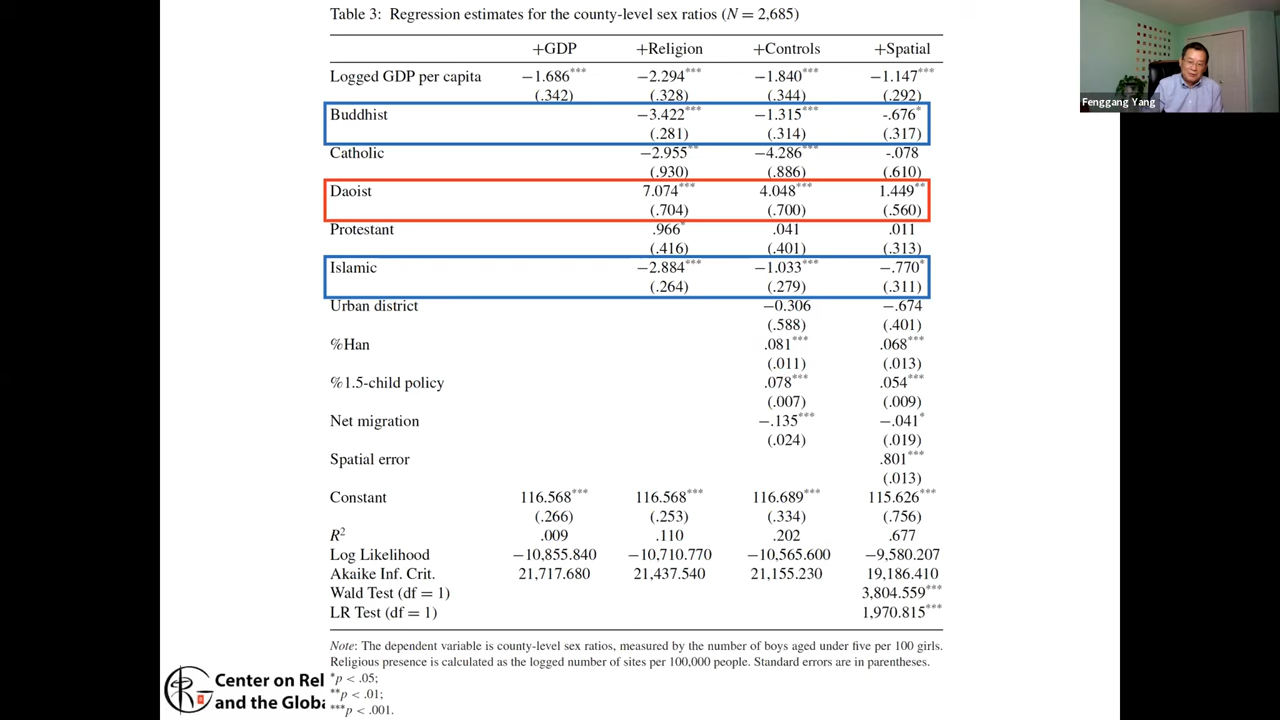 Table 3: Regression estimates for the county-level sex ratios (N = 2,685)
+GDP +Religion +Controls +Spatial
Logged GDP per capita −1.686*** −2.294*** −1.840*** −1.147***
(.342) (.328) (.344) (.292)
Buddhist −3.422*** −1.315*** -.676*
(.281) (.314) (.317)
Catholic −2.955** −4.286*** -.078
(.930) (.886) (.610)
Daoist 7.074*** 4.048*** 1.449**
(.704) (.700) (.560)
Protestant .966* .041 .011
(.416) (.401) (.313)
Islamic −2.884*** −1.033*** −.770*
(.264) (.279) (.311)
Urban district −0.306 −.674
(.588) (.401)
%Han .081*** .068***
(.011) (.013)
%1.5-child policy .078*** .054***
(.007) (.009)
Net migration −.135*** −.041*
(.024) (.019)
Spatial error .801***
(.013)
Constant 116.568*** 116.568*** 116.689*** 115.626***
(.266) (.253) (.334) (.756)
R² .009 .110 .202 .677
Log Likelihood −10,855.840 −10,710.770 −10,565.600 −9,580.207
Akaike Inf. Crit. 21,717.680 21,437.540 21,155.230 19,186.410
Wald Test (df = 1) 3,804.559***
LR Test (df = 1) 1,970.815***
Note: The dependent variable is county-level sex ratios, measured by the number of boys aged under five per 100 girls.
Religious presence is calculated as the logged number of sites per 100,000 people. Standard errors are in parentheses.
*p < .05;
**p < .01;
***p < .001.
Center on Rel
and the Globa
Fenggang Yang